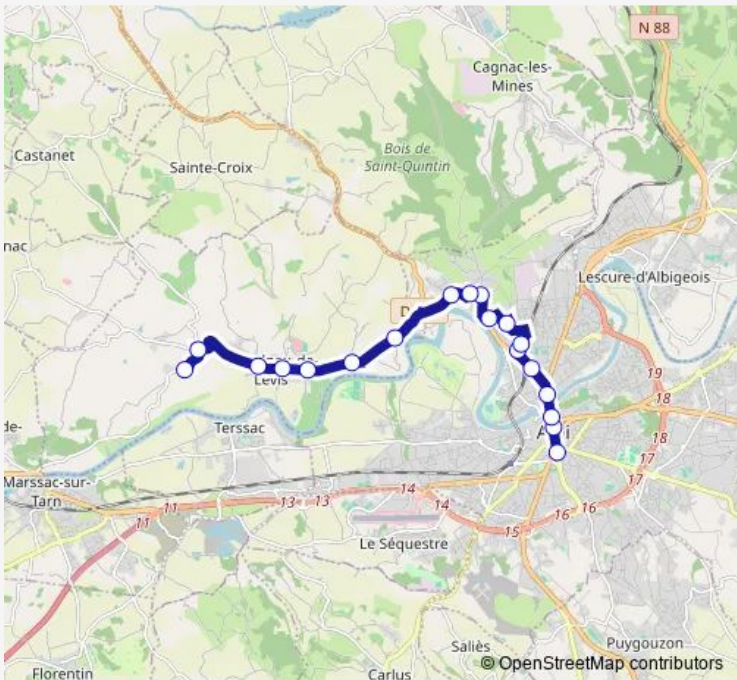 N 88
Cagnac-les-
Mines
Bois de
Saint-Quintin
Castanet
Sainte-Croix
Lescure-d'Albigeois
Levis
19
18
18
17
17
16
16
15
14
14
13
13
11
11
Terssac
Marssac-sur-
Tarn
Le Séquestre
Saliès
Puygouzon
Florentin
Carlus
© OpenStreetMap contributors